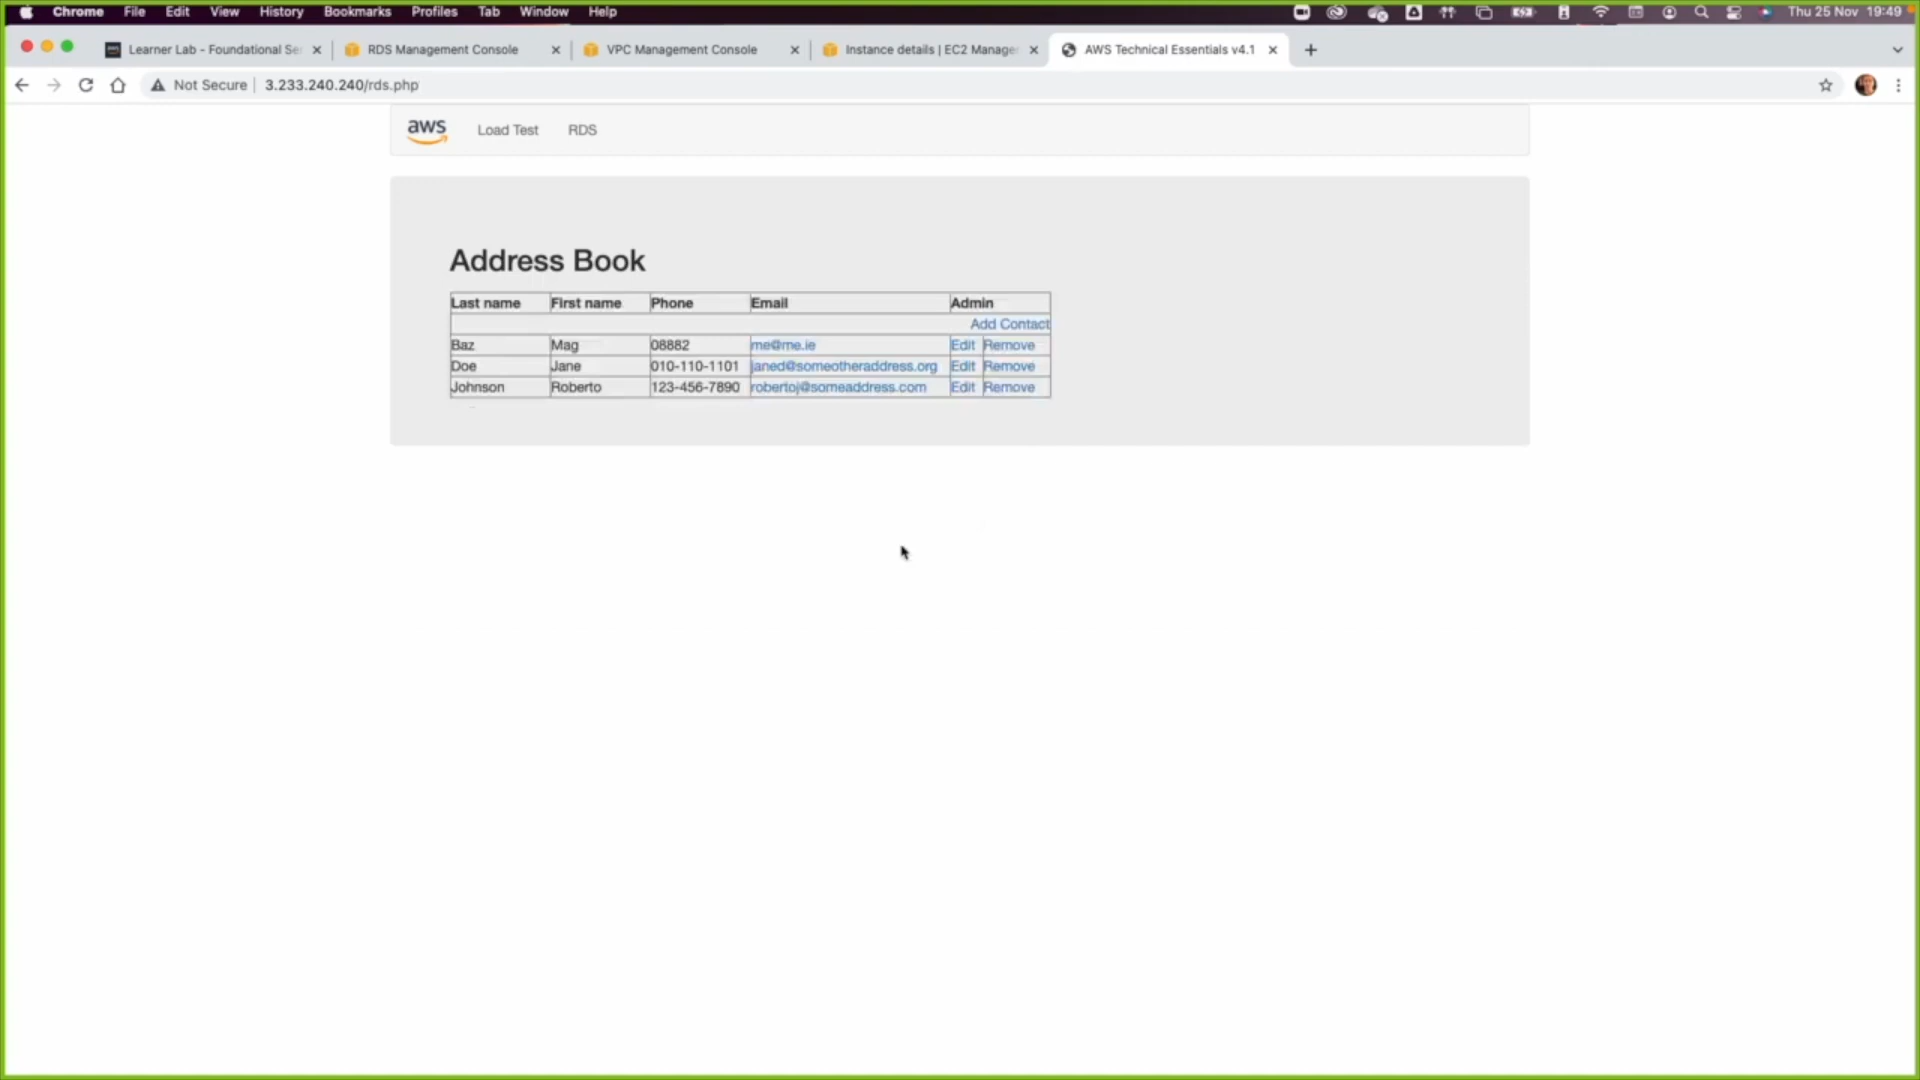 Chrome File Edit View History Bookmarks Profiles Tab Window Help Thu 25 Nov 19:49
Learner Lab - Foundational Ser RDS Management Console VPC Management Console Instance details | EC2 Manage AWS Technical Essentials v4.1
Not Secure 3.233.240.240/rds.php
aws Load Test RDS
Address Book
Last name First name Phone Email Admin
Add Contact
Baz Mag 08882 me@me.ie Edit Remove
Doe Jane 010-110-1101 janed@someotheraddress.org Edit Remove
Johnson Roberto 123-456-7890 robertoj@someaddress.com Edit Remove